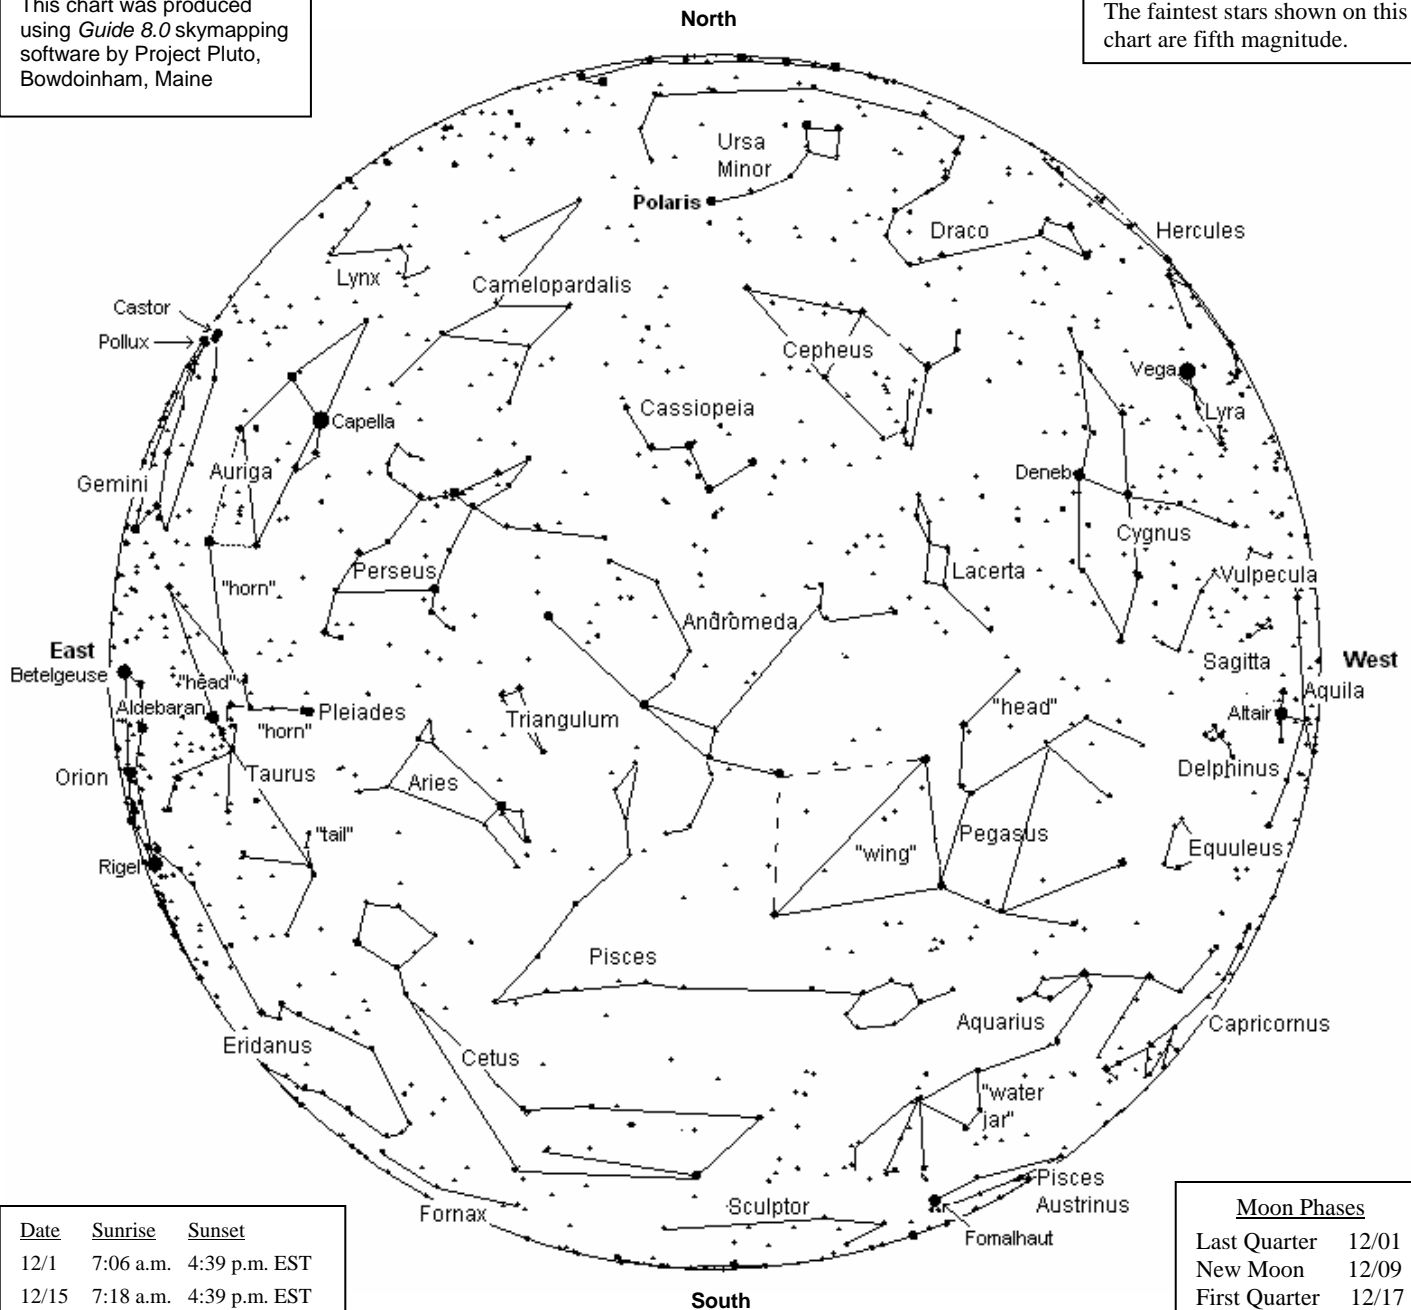 This chart was produced
using Guide 8.0 skymapping
software by Project Pluto,
Bowdoinham, Maine
North
The faintest stars shown on this
chart are fifth magnitude.
Ursa
Minor
Polaris
Draco
Hercules
Lynx
Camelopardalis
Castor
Pollux
Cepheus
Vega
Lyra
Capella
Cassiopeia
Gemini
Auriga
Deneb
Cygnus
Perseus
"horn"
Lacerta
Vulpecula
Andromeda
East
Betelgeuse
Sagitta
West
"head"
Aldebaran
Pleiades
"horn"
Triangulum
"head"
Aquila
Altair
Orion
Taurus
Aries
Delphinus
"tail"
Pegasus
"wing"
Equuleus
Rigel
Pisces
Eridanus
Cetus
Aquarius
Capricornus
"water
jar"
Pisces
Austrinus
Fornax
Sculptor
Fomalhaut
Date Sunrise Sunset
12/1 7:06 a.m. 4:39 p.m. EST
12/15 7:18 a.m. 4:39 p.m. EST
Moon Phases
Last Quarter 12/01
New Moon 12/09
First Quarter 12/17
South